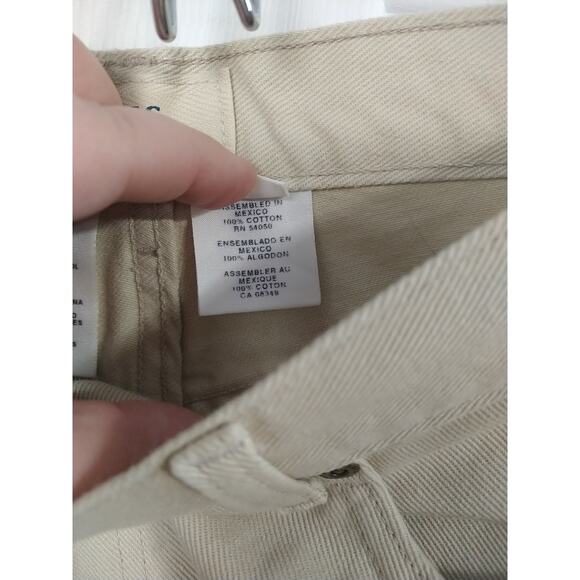 ASSEMBLED IN
MEXICO
100% COTTON
RN 54050
ENSEMBLADO EN
MEXICO
100% ALGODON
ASSEMBLER AU
MEXIQUE
100% COTON
CA 08349